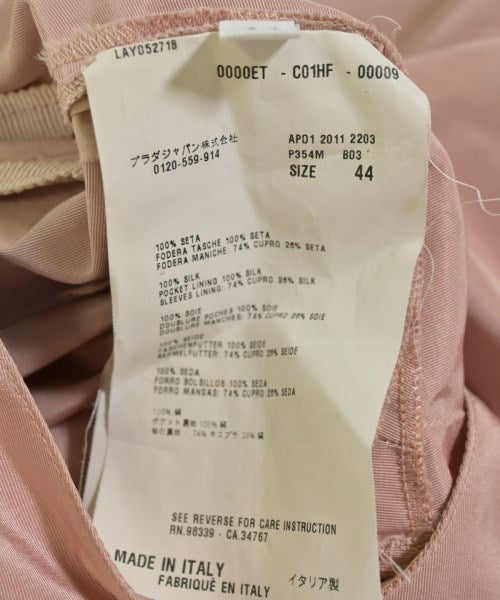 LAY052718
0000ET - C01HF - 00009
プラダジャパン株式会社
0120-559-914
APD1 2011 2203
P354M B03
SIZE 44
100% SETA
FODERA TASCHE 100% SETA
FODERA MANICHE: 74% CUPRO 26% SETA
100% SILK
POCKET LINING 100% SILK
SLEEVES LINING: 74% CUPRO 26% SILK
100% SOIE
DOUBLURE POCHES 100% SOIE
DOUBLURE MANCHES: 74% CUPRO 26% SOIE
100% SEIDE
TASCHENFUTTER 100% SEIDE
AERMELFUTTER: 74% CUPRO 26% SEIDE
100% SEDA
FORRO BOLSILLOS-100% SEDA
FORRO MANGAS: 74% CUPRO 26% SEDA
100% 絹
ポケット裏地 100% 絹
袖の裏地 : 74% キュプラ 26% 絹
SEE REVERSE FOR CARE INSTRUCTION
RN.98339 - CA.34767
MADE IN ITALY
FABRIQUÈ EN ITALY
イタリア製